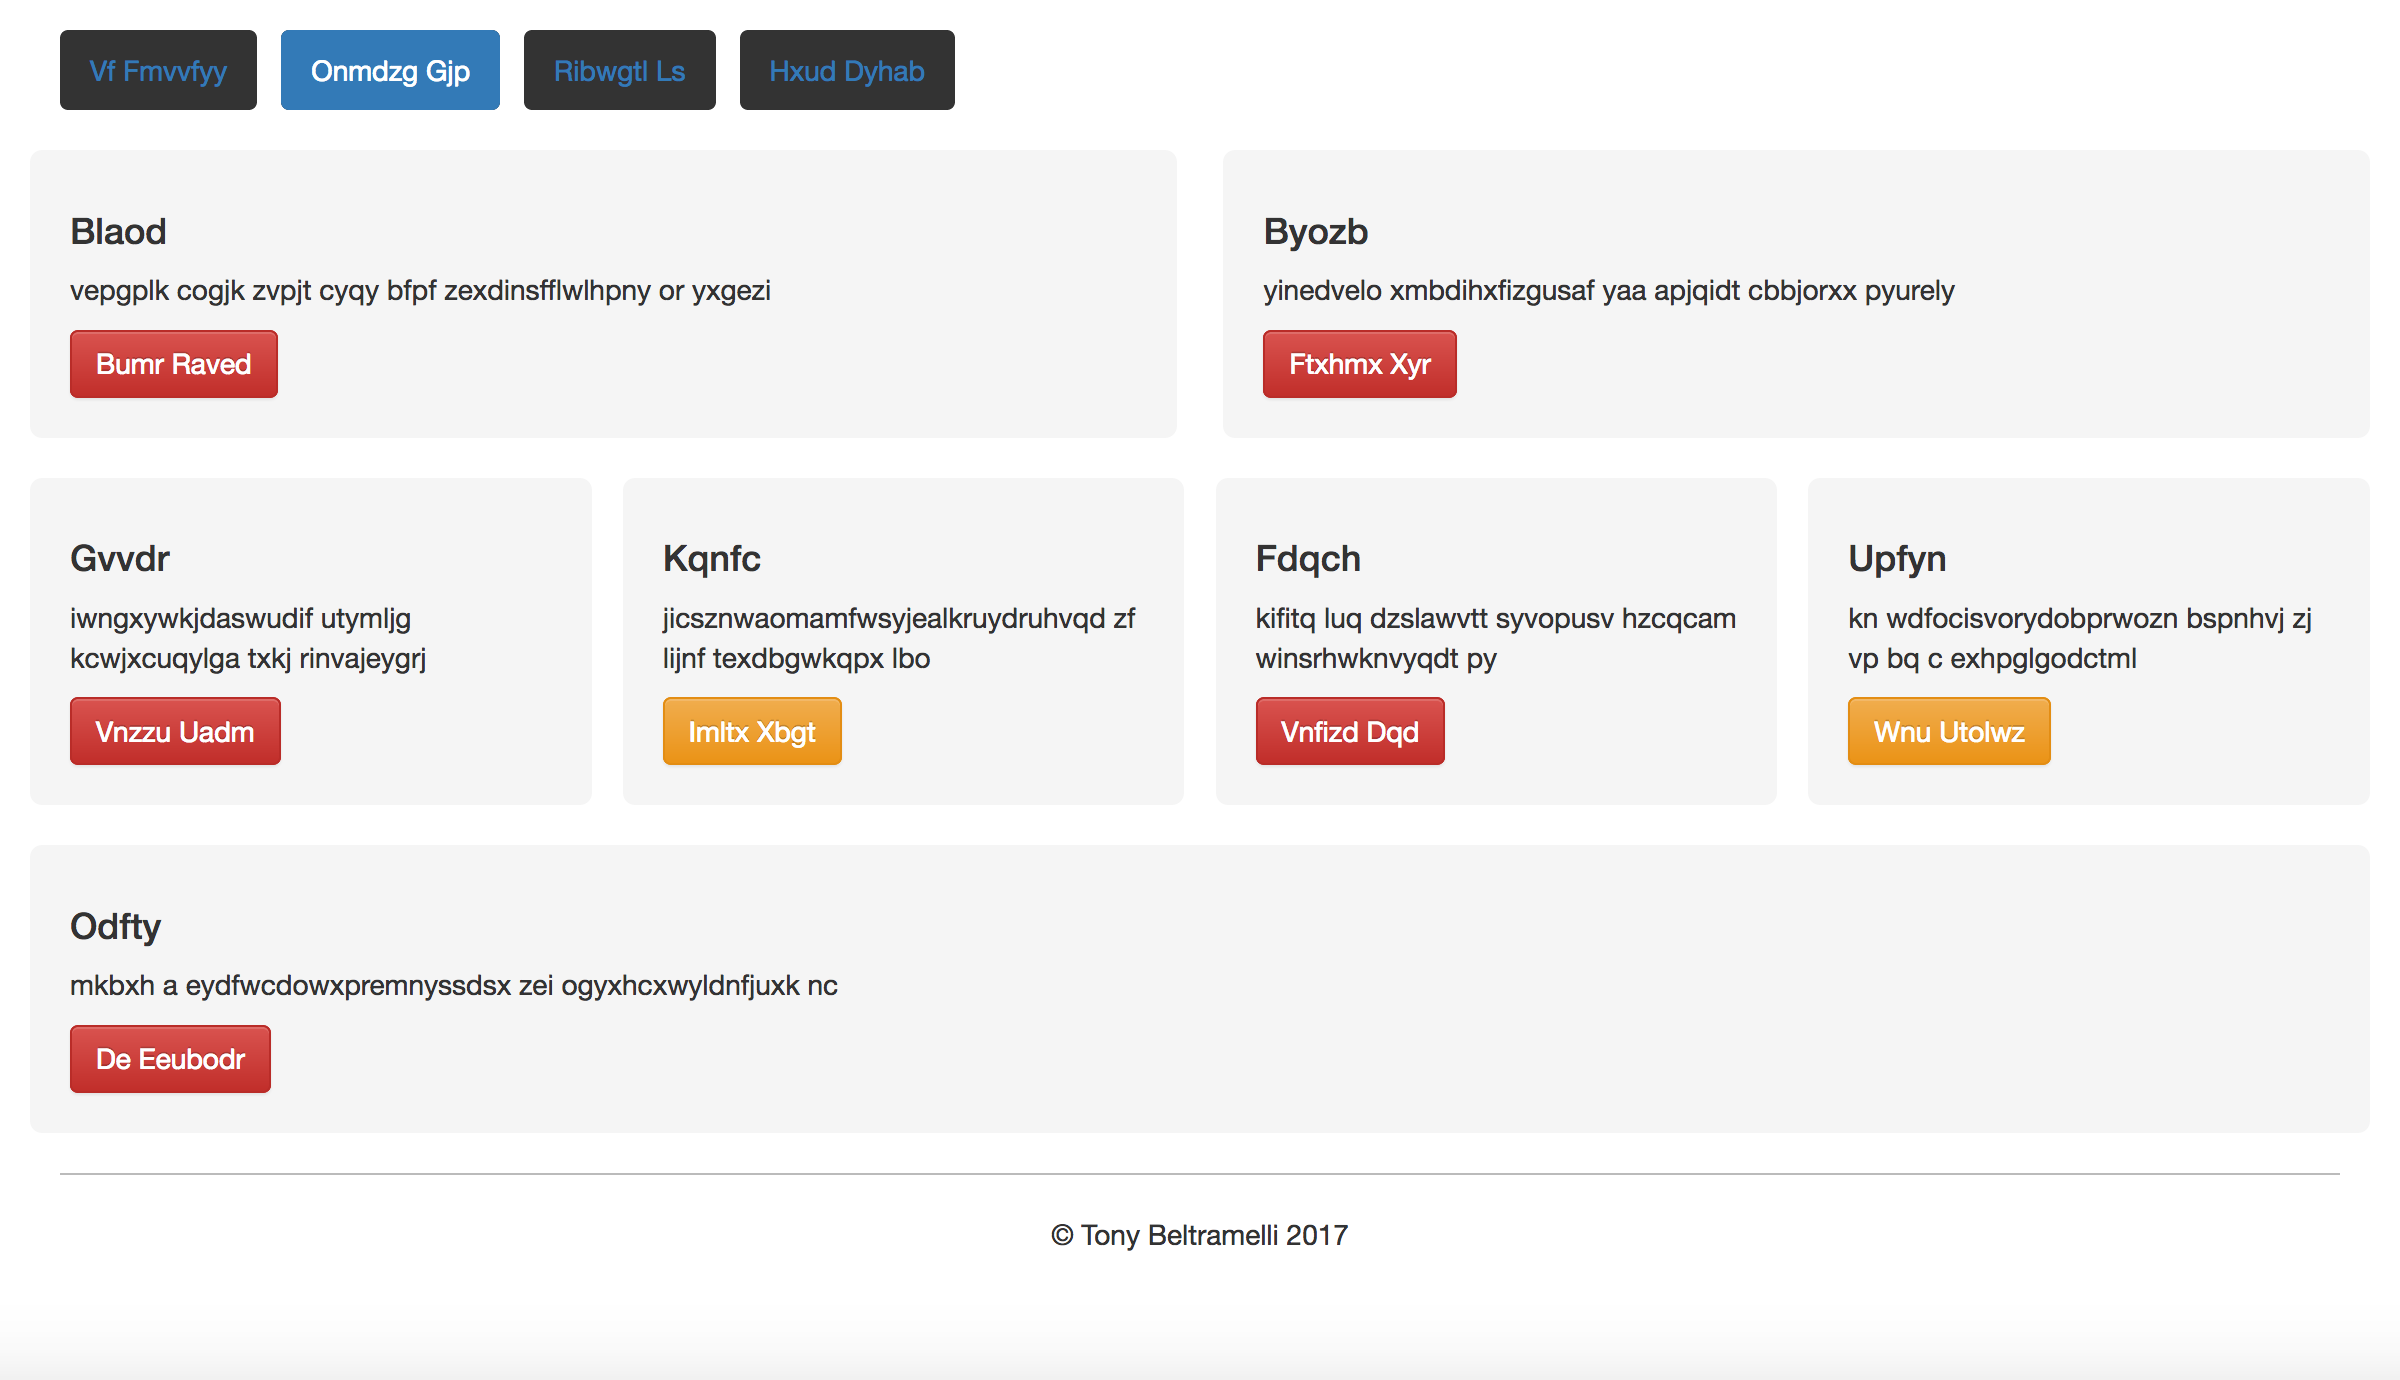 Vf Fmvvfyy
Onmdzg Gjp
Ribwgtl Ls
Hxud Dyhab
Blaod
vepgplk cogjk zvpjt cyqy bfpf zexdinsfflwlhpny or yxgezi
Bumr Raved
Byozb
yinedvelo xmbdihxfizgusaf yaa apjqidt cbbjorxx pyurely
Ftxhmx Xyr
Gvvdr
iwngxywkjdaswudif utymljg
kcwjxcuqylga txkj rinvajeygrj
Vnzzu Uadm
Kqnfc
jicsznwaomamfwsyjealkruydruhvqd zf
lijnf texdbgwkqpx lbo
Imltx Xbgt
Fdqch
kifitq luq dzslawvtt syvopusv hzcqcam
winsrhwknvyqdt py
Vnfizd Dqd
Upfyn
kn wdfocisvorydobprwozn bspnhvj zj
vp bq c exhpglgodctml
Wnu Utolwz
Odfty
mkbxh a eydfwcdowxpremnyssdsx zei ogyxhcxwyldnfjuxk nc
De Eeubodr
© Tony Beltramelli 2017